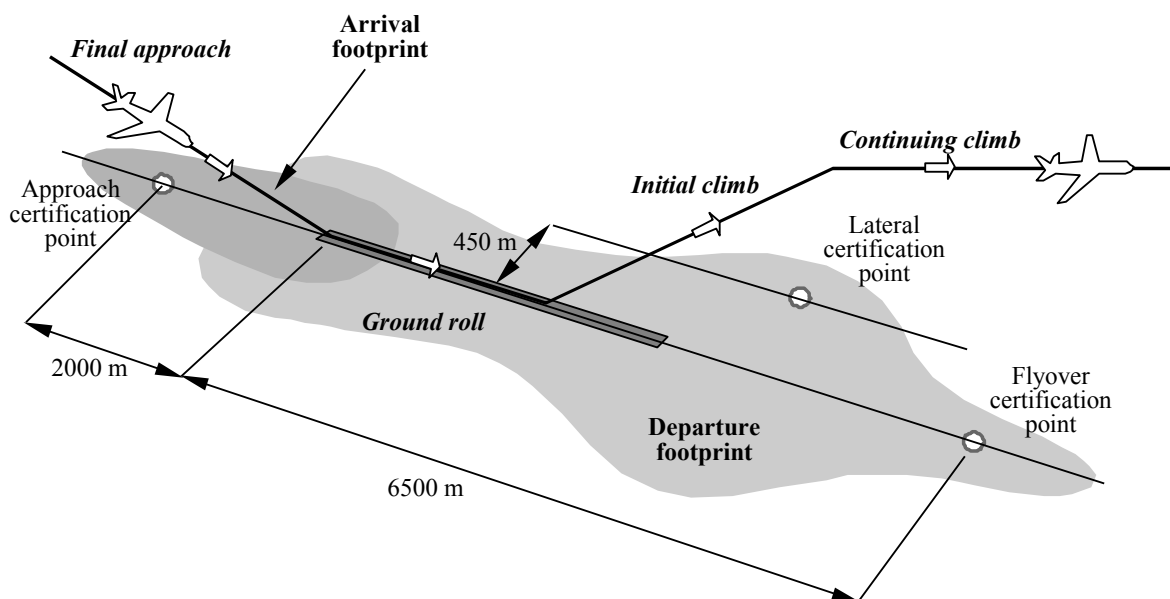 Arrival
footprint
Final approach
Continuing climb
Initial climb
Approach
certification
point
450 m
Lateral
certification
point
Ground roll
2000 m
Flyover
certification
point
Departure
footprint
6500 m